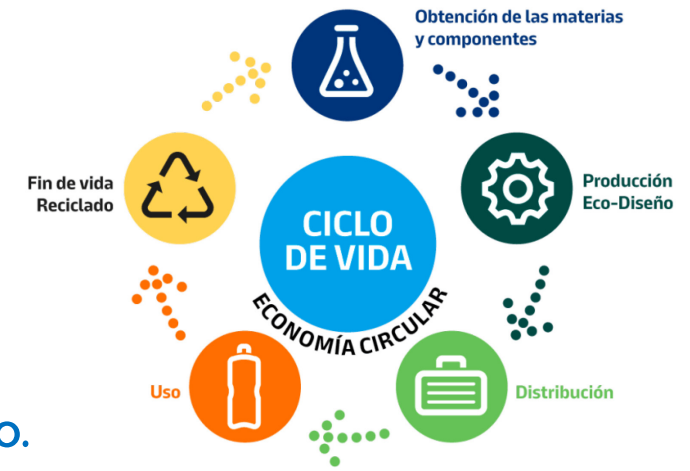 Obtención de las materias
y componentes
Fin de vida
Reciclado
Producción
Eco-Diseño
CICLO
DE VIDA
ECONOMÍA CIRCULAR
Uso
Distribución
o.